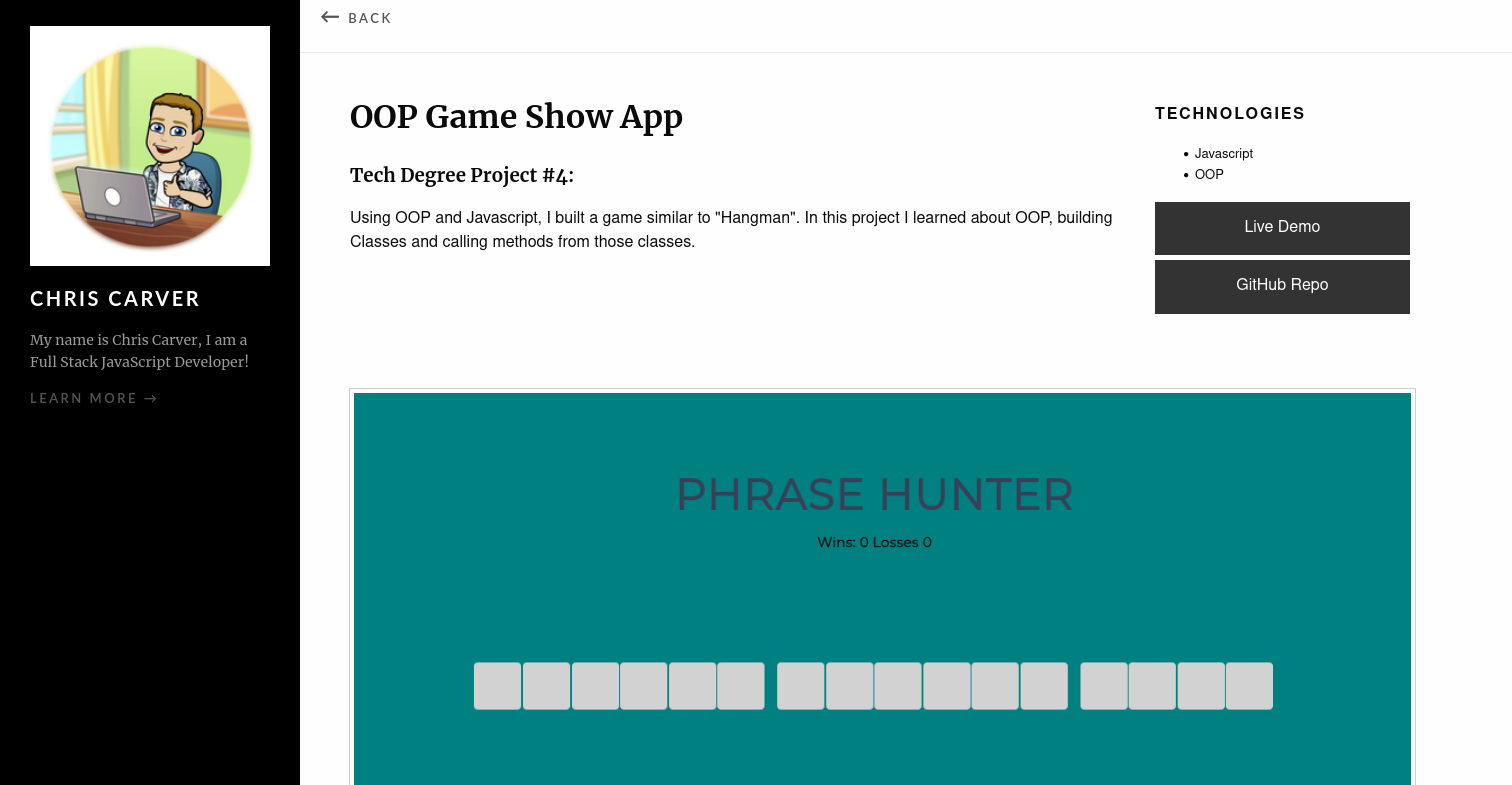 CHRIS CARVER
My name is Chris Carver, I am a
Full Stack JavaScript Developer!
LEARN MORE →
← BACK
OOP Game Show App
Tech Degree Project #4:
Using OOP and Javascript, I built a game similar to "Hangman". In this project I learned about OOP, building
Classes and calling methods from those classes.
TECHNOLOGIES
• Javascript
• OOP
Live Demo
GitHub Repo
PHRASE HUNTER
Wins: 0 Losses 0